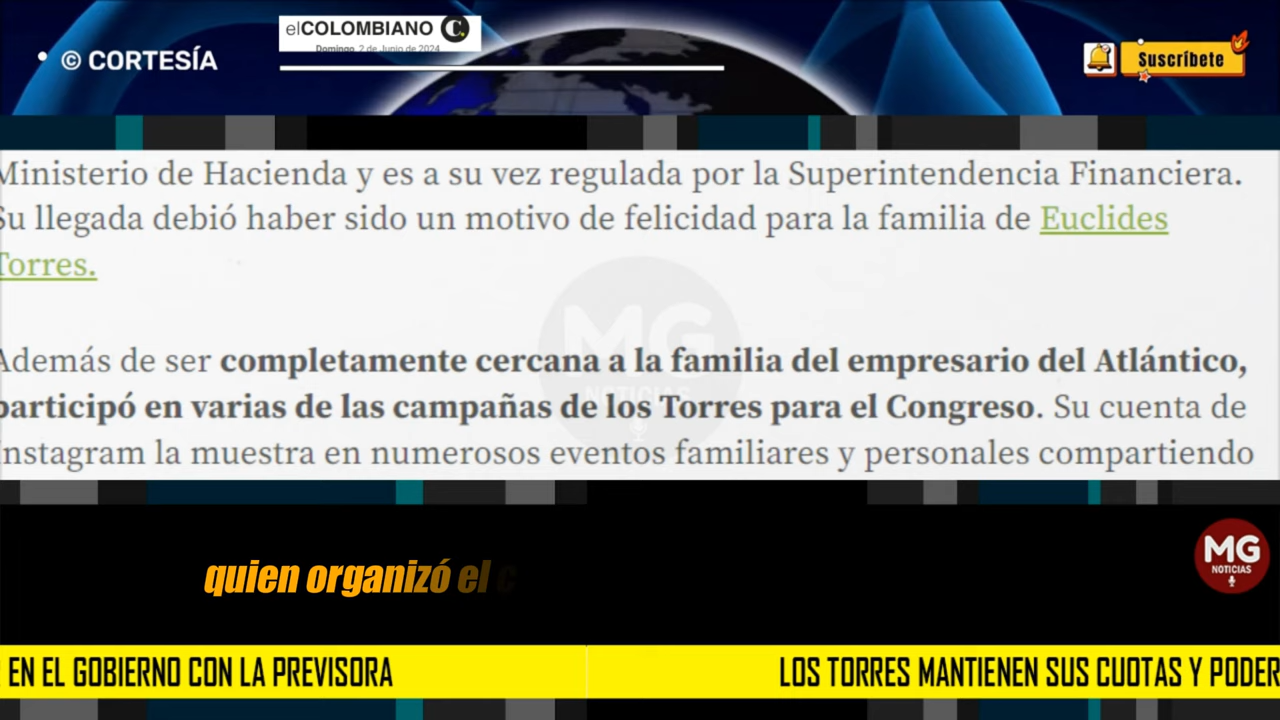 © CORTESÍA
elCOLOMBIANO C
Domingo, 2 de Junio de 2024
Suscríbete
Ministerio de Hacienda y es a su vez regulada por la Superintendencia Financiera.
Su llegada debió haber sido un motivo de felicidad para la familia de Euclides
Torres.
Además de ser completamente cercana a la familia del empresario del Atlántico,
participó en varias de las campañas de los Torres para el Congreso. Su cuenta de
Instagram la muestra en numerosos eventos familiares y personales compartiendo
MG
NOTICIAS
quien organizó el c
MG
NOTICIAS
EN EL GOBIERNO CON LA PREVISORA
LOS TORRES MANTIENEN SUS CUOTAS Y PODER